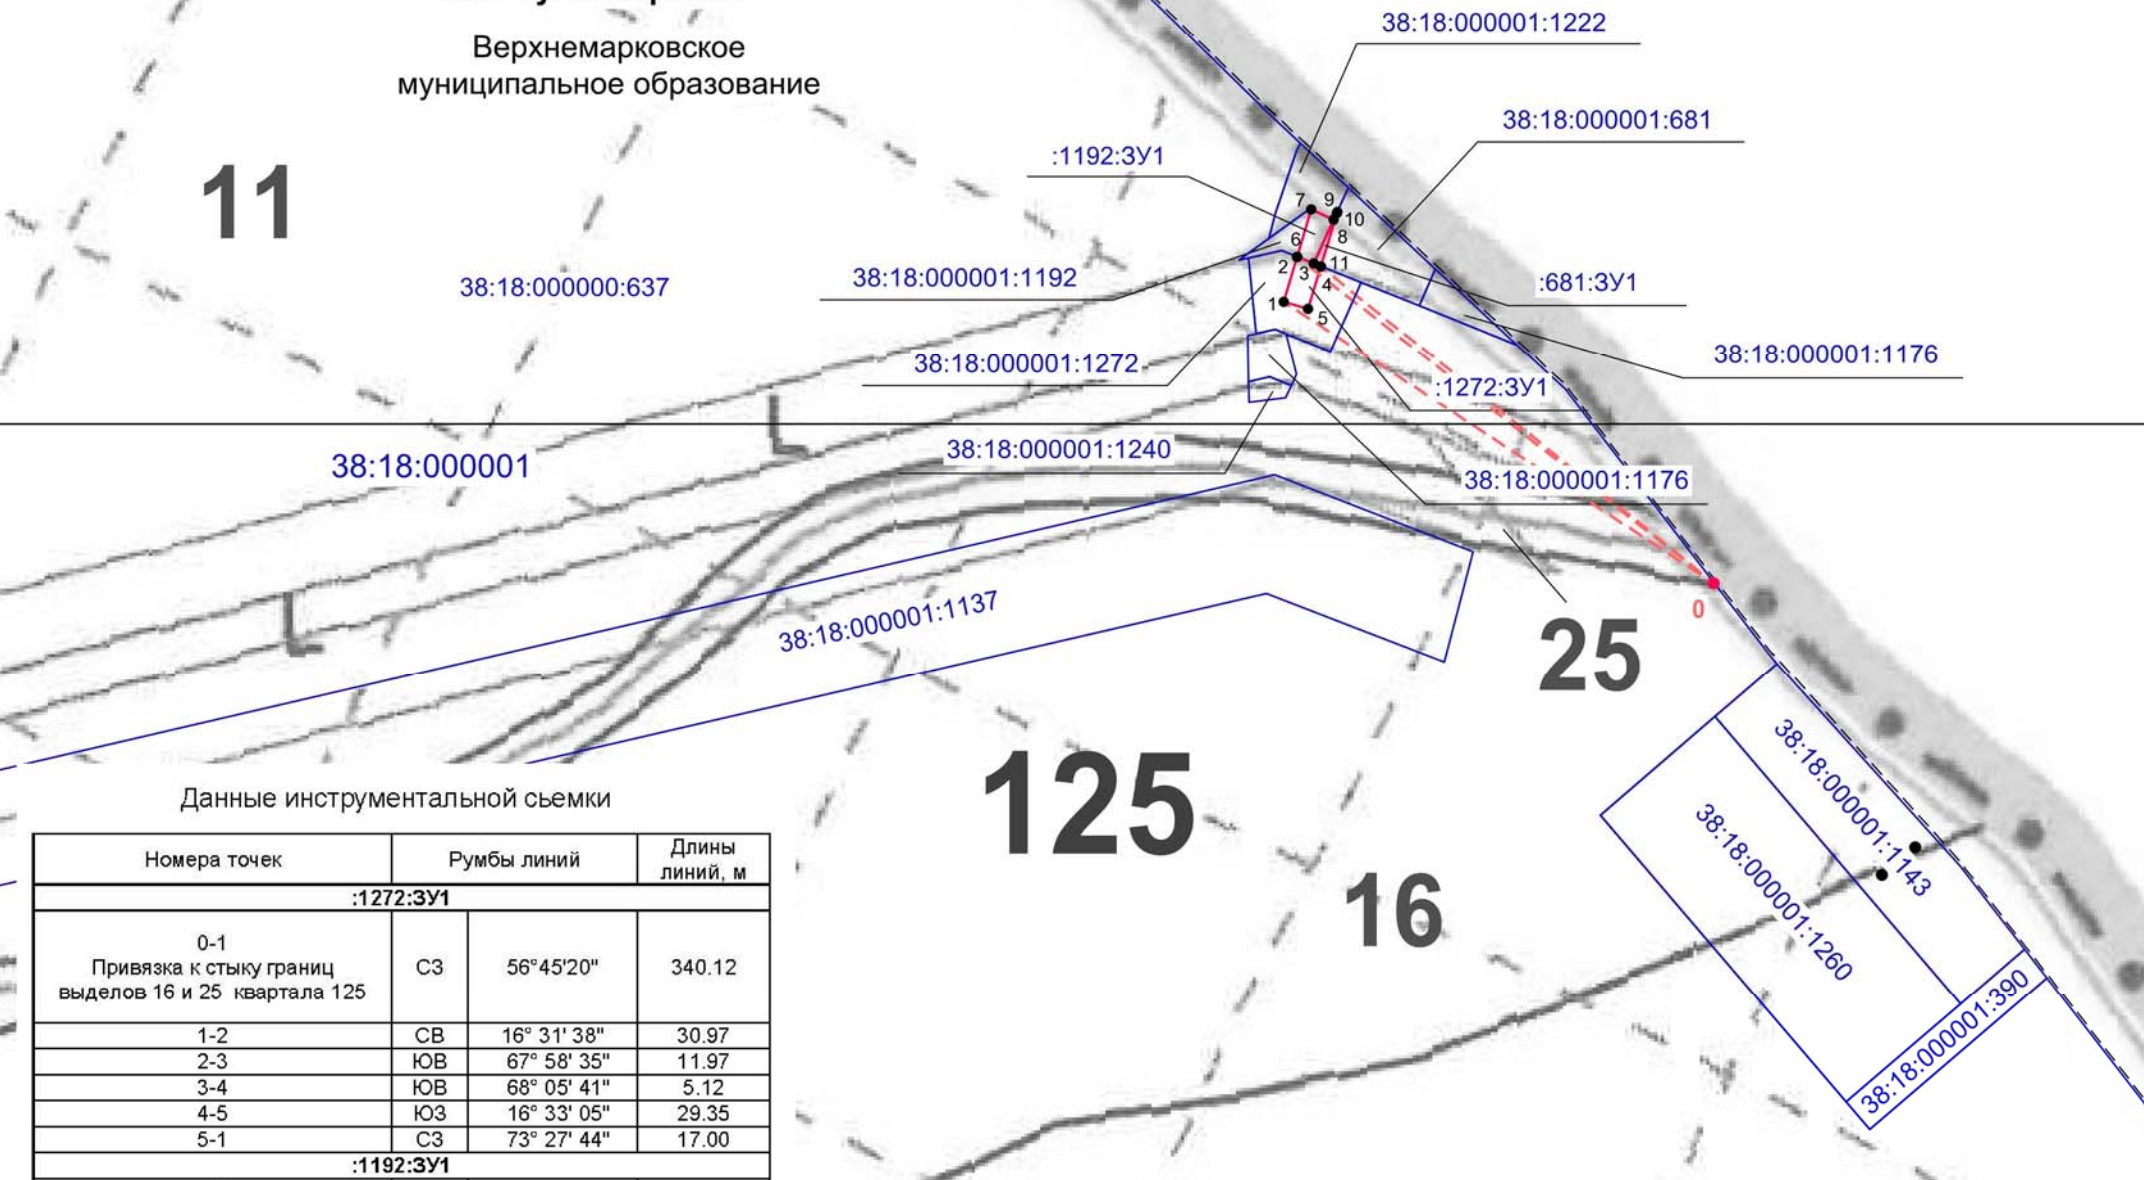 Верхнемарковское
муниципальное образование
38:18:000001:1222
38:18:000001:681
:1192:ЗУ1
11
7
9
10
8
6
2
3
11
4
1
5
38:18:000000:637
38:18:000001:1192
:681:ЗУ1
38:18:000001:1272
38:18:000001:1176
:1272:ЗУ1
38:18:000001
38:18:000001:1240
38:18:000001:1176
0
38:18:000001:1137
25
125
16
38:18:000001:1143
38:18:000001:1260
38:18:000001:390
Данные инструментальной сьемки
Номера точек Румбы линий Длины
линий, м
:1272:ЗУ1
0-1
Привязка к стыку границ
выделов 16 и 25 квартала 125
СЗ 56°45'20" 340.12
1-2 СВ 16° 31' 38" 30.97
2-3 ЮВ 67° 58' 35" 11.97
3-4 ЮВ 68° 05' 41" 5.12
4-5 ЮЗ 16° 33' 05" 29.35
5-1 СЗ 73° 27' 44" 17.00
:1192:ЗУ1